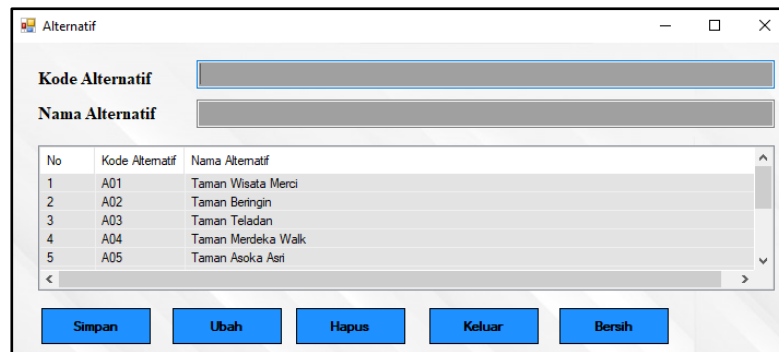 Alternatif
Kode Alternatif
Nama Alternatif
No Kode Alternatif Nama Alternatif
1 A01 Taman Wisata Merci
2 A02 Taman Beringin
3 A03 Taman Teladan
4 A04 Taman Merdeka Walk
5 A05 Taman Asoka Asri
Simpan Ubah Hapus Keluar Bersih